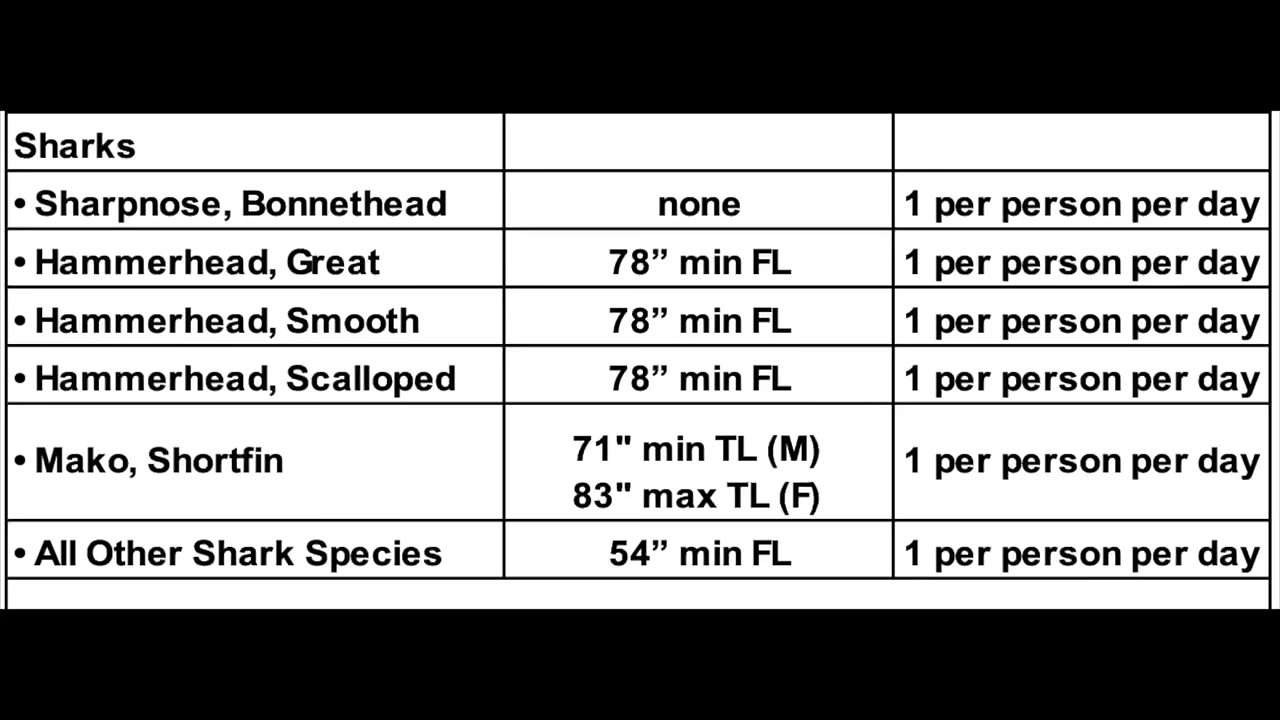 Sharks
• Sharpnose, Bonnethead none 1 per person per day
• Hammerhead, Great 78” min FL 1 per person per day
• Hammerhead, Smooth 78” min FL 1 per person per day
• Hammerhead, Scalloped 78” min FL 1 per person per day
• Mako, Shortfin 71" min TL (M) 1 per person per day
83" max TL (F)
• All Other Shark Species 54” min FL 1 per person per day